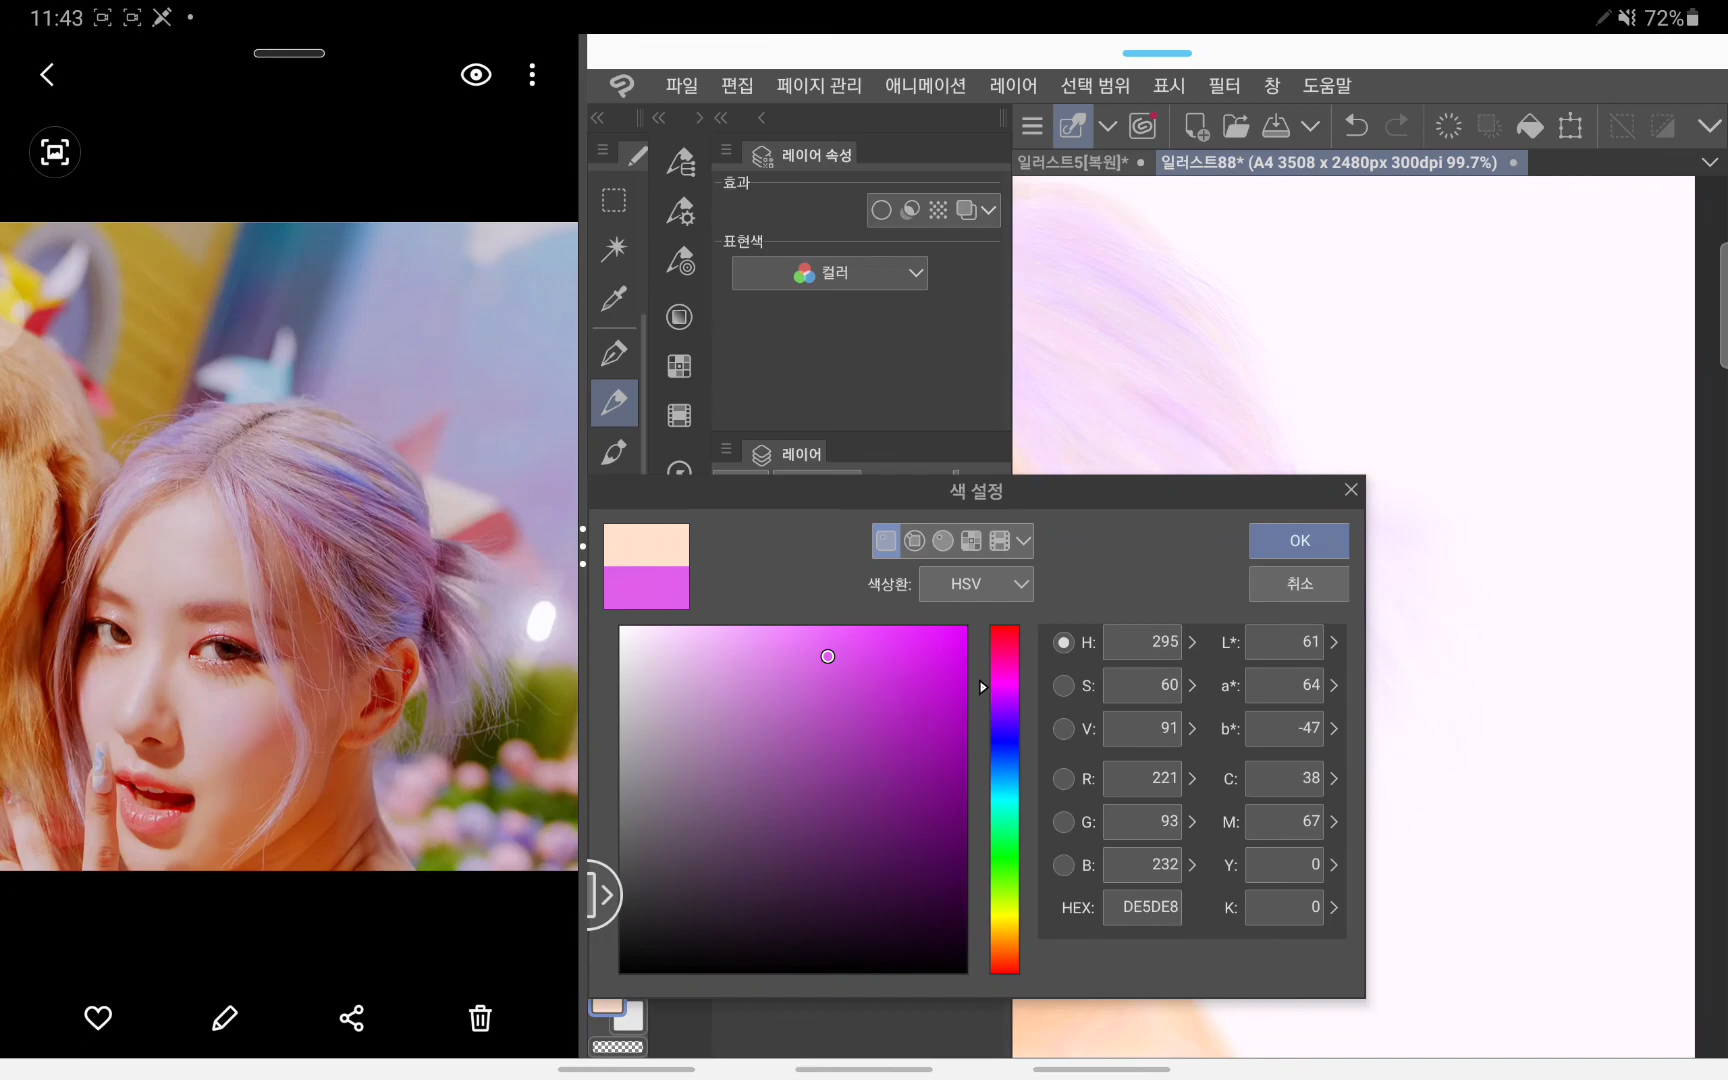 11:43
72%
파일 편집 페이지 관리 애니메이션 레이어 선택 범위 표시 필터 창 도움말
일러스트5[복원]* 일러스트88* (A4 3508 x 2480px 300dpi 99.7%)
레이어 속성
효과
표현색
컬러
레이어
색 설정
OK
색상환: HSV
취소
H: 295 L*: 61
S: 60 a*: 64
V: 91 b*: -47
R: 221 C: 38
G: 93 M: 67
B: 232 Y: 0
HEX: DE5DE8 K: 0